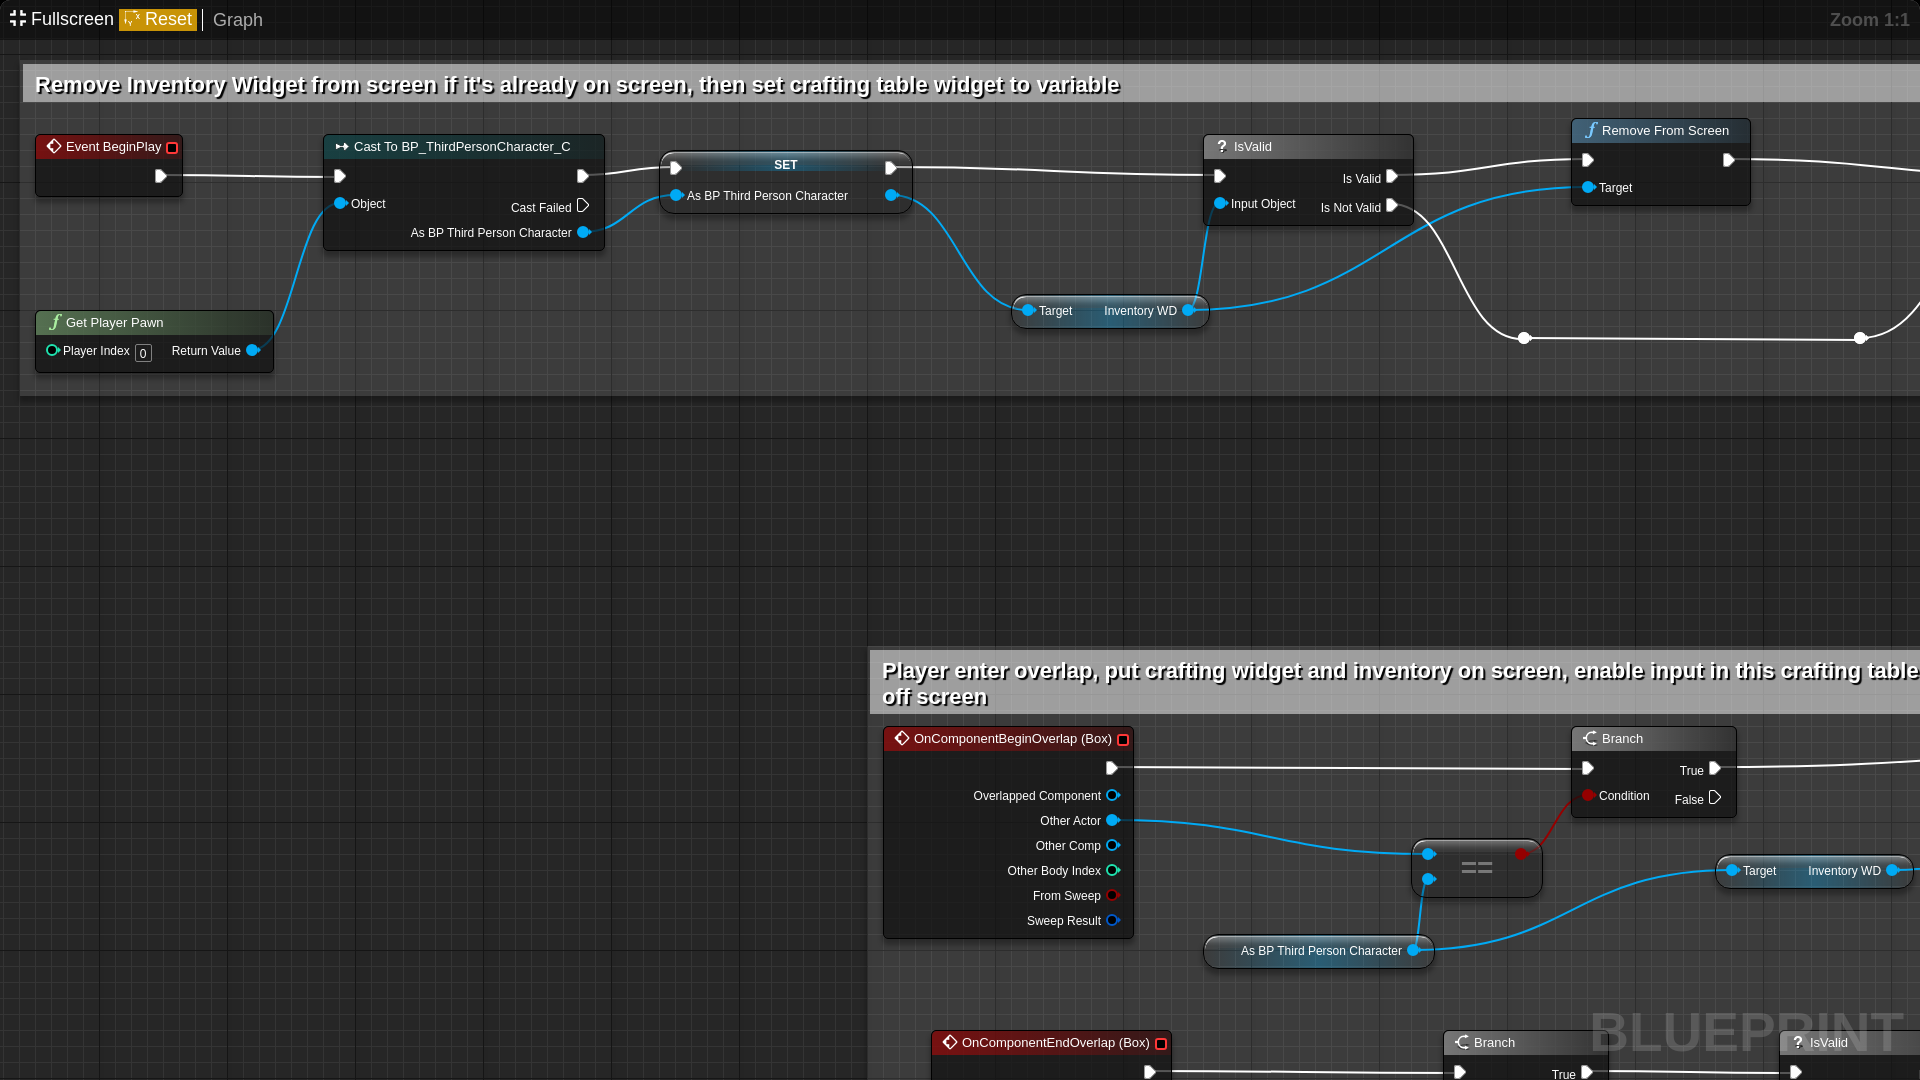 Fullscreen Reset Graph Zoom 1:1
Remove Inventory Widget from screen if it's already on screen, then set crafting table widget to variable
Event BeginPlay
Cast To BP_ThirdPersonCharacter_C
Object
Cast Failed
As BP Third Person Character
SET
As BP Third Person Character
Get Player Pawn
Player Index 0 Return Value
Target Inventory WD
? IsValid
Is Valid
Input Object Is Not Valid
f Remove From Screen
Target
Player enter overlap, put crafting widget and inventory on screen, enable input in this crafting table
off screen
OnComponentBeginOverlap (Box)
Overlapped Component
Other Actor
Other Comp
Other Body Index
From Sweep
Sweep Result
As BP Third Person Character
==
Branch
True
Condition False
Target Inventory WD
OnComponentEndOverlap (Box)
Branch
True
? IsValid
BLUEPRINT